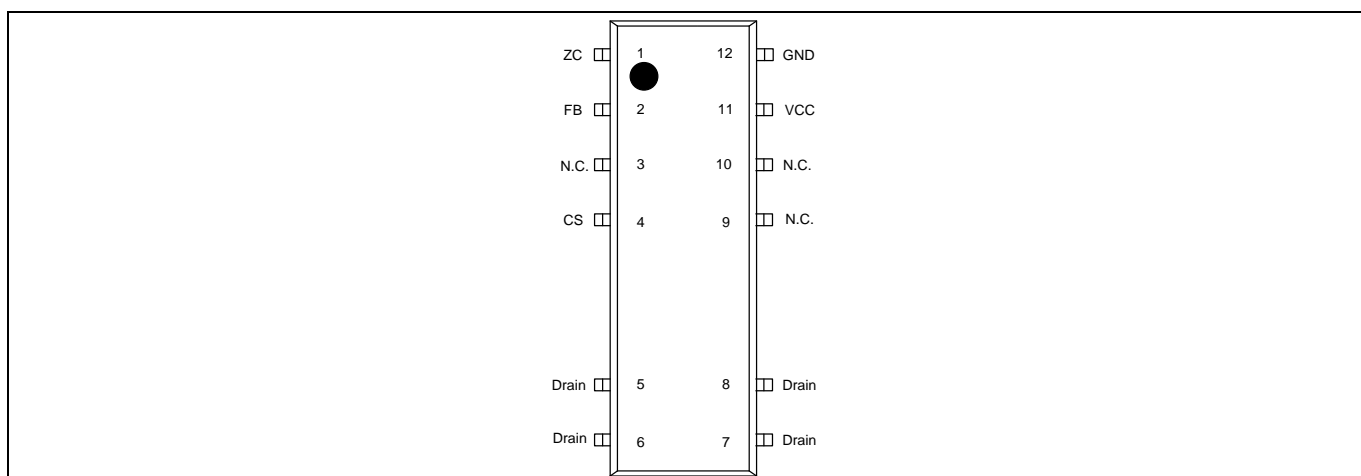 ZC 1 12 GND
FB 2 11 VCC
N.C. 3 10 N.C.
CS 4 9 N.C.
Drain 5 8 Drain
Drain 6 7 Drain